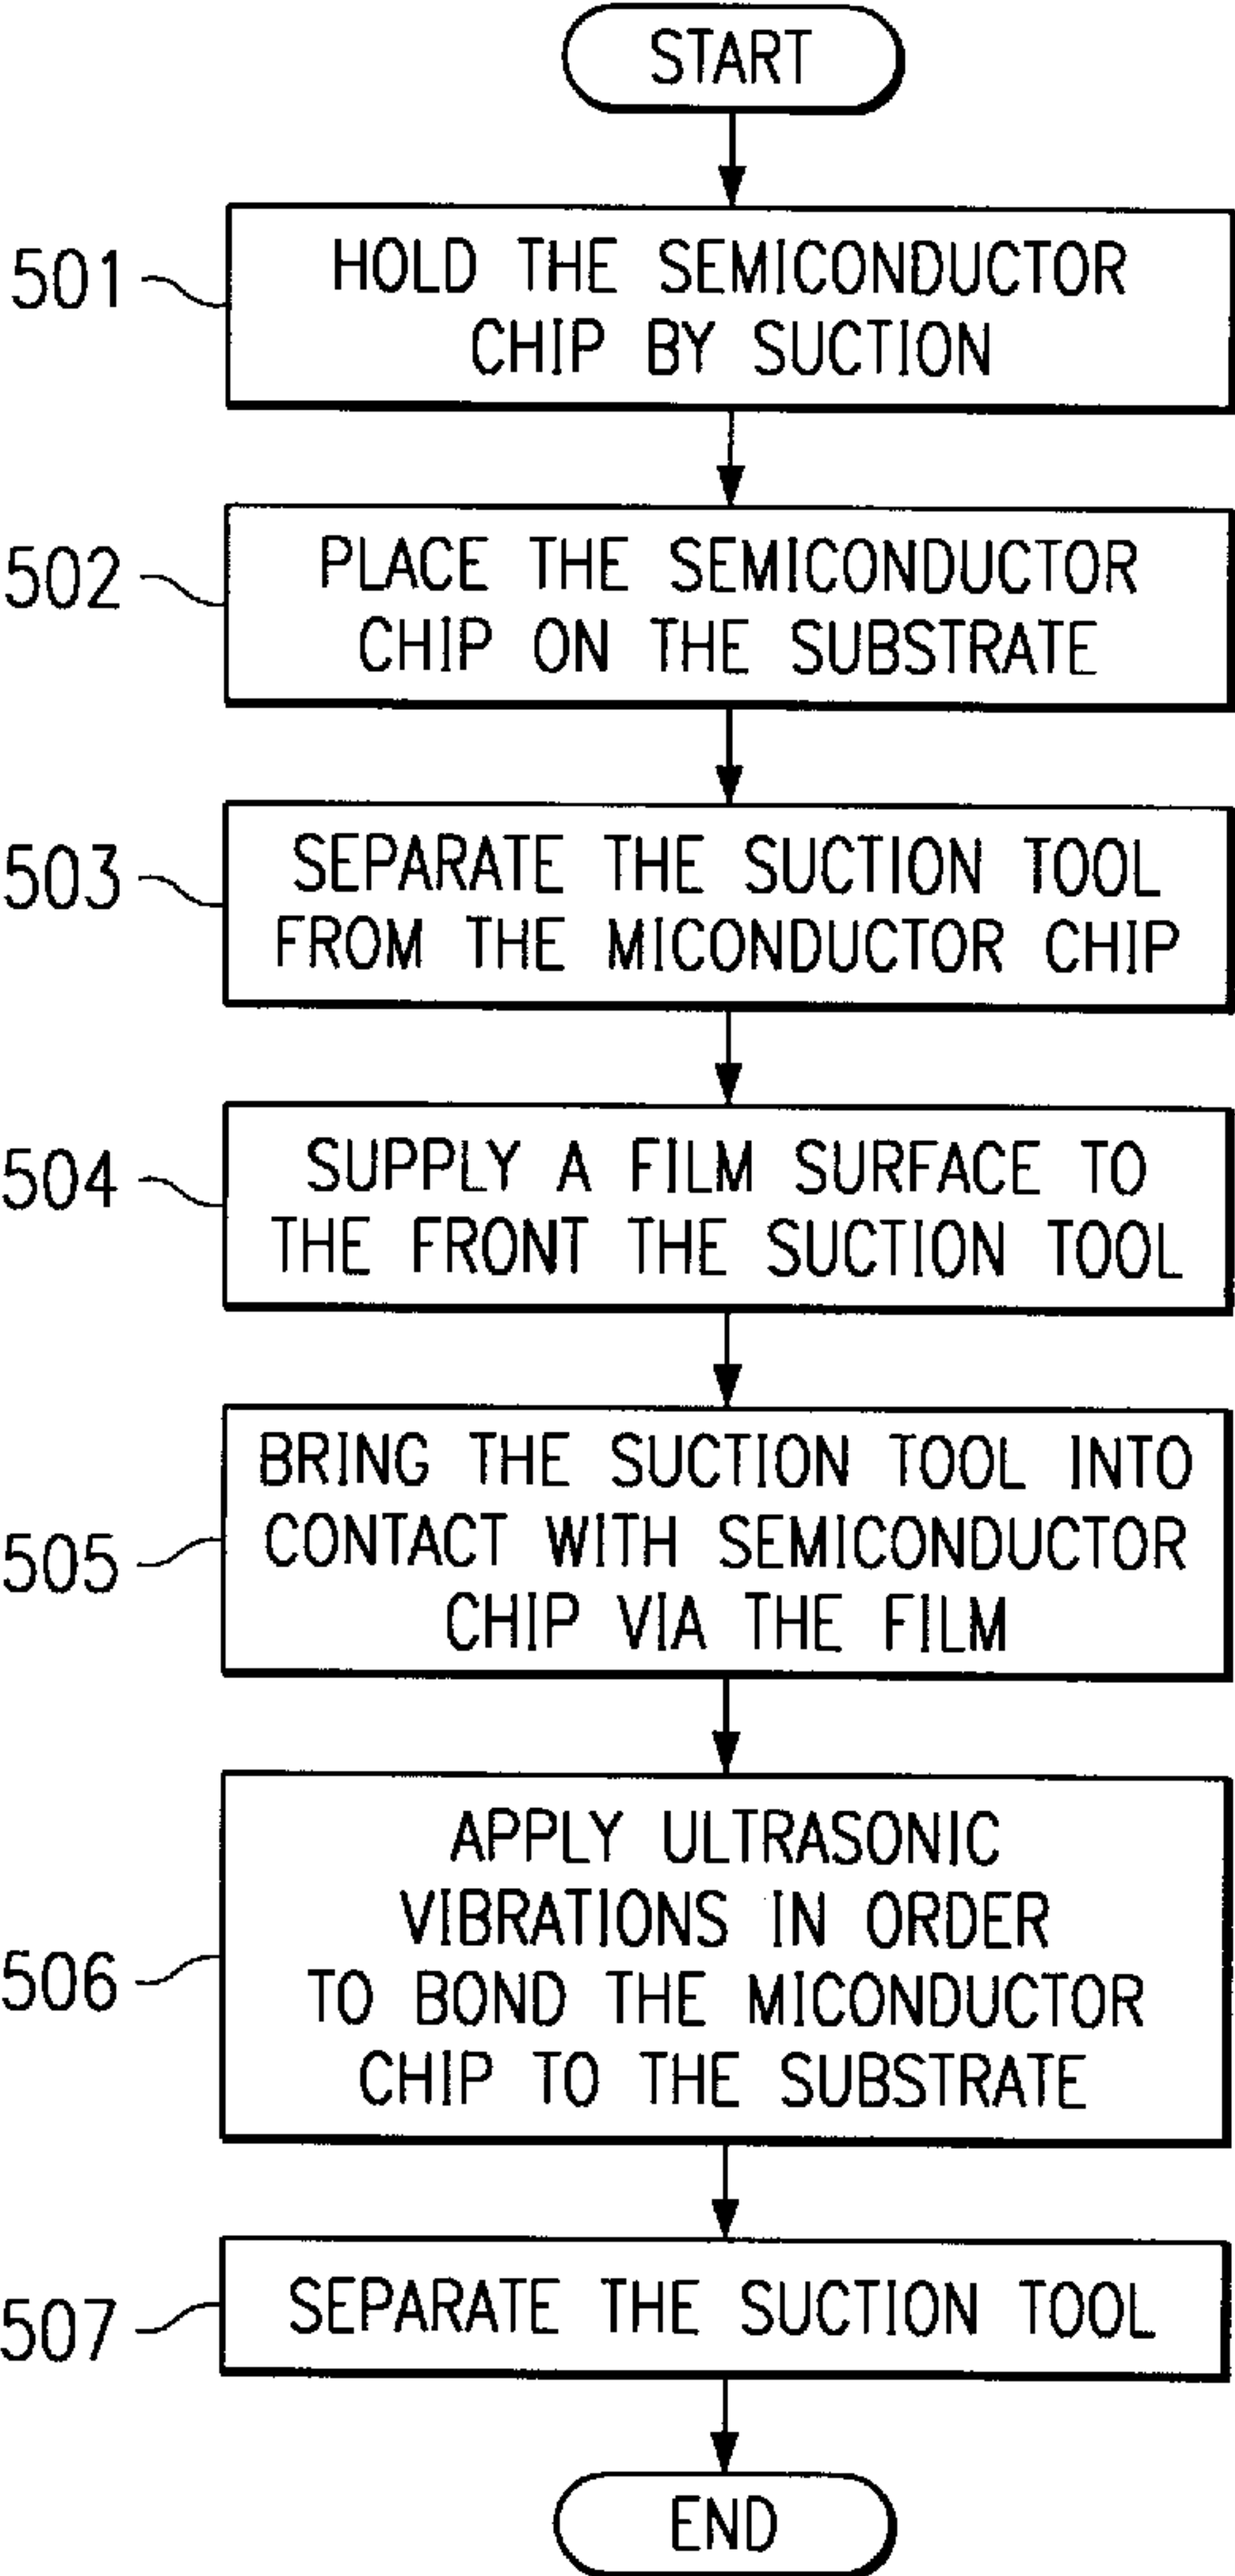 START
501
HOLD THE SEMICONDUCTOR
CHIP BY SUCTION
502
PLACE THE SEMICONDUCTOR
CHIP ON THE SUBSTRATE
503
SEPARATE THE SUCTION TOOL
FROM THE MICONDUCTOR CHIP
504
SUPPLY A FILM SURFACE TO
THE FRONT THE SUCTION TOOL
505
BRING THE SUCTION TOOL INTO
CONTACT WITH SEMICONDUCTOR
CHIP VIA THE FILM
506
APPLY ULTRASONIC
VIBRATIONS IN ORDER
TO BOND THE MICONDUCTOR
CHIP TO THE SUBSTRATE
507
SEPARATE THE SUCTION TOOL
END